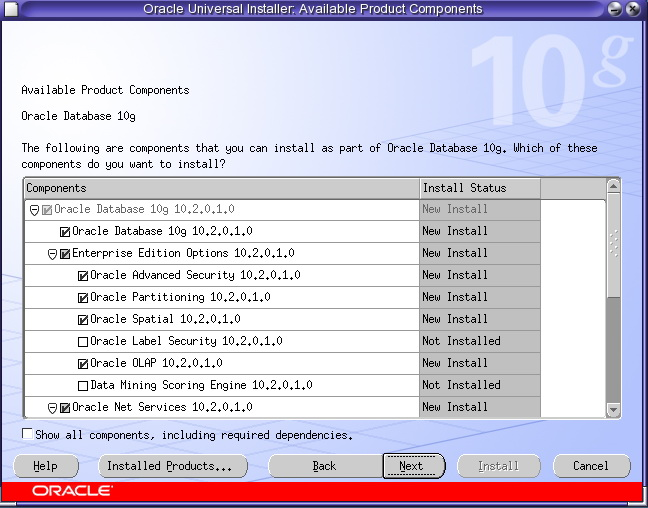 Oracle Universal Installer: Available Product Components
10g
Available Product Components
Oracle Database 10g
The following are components that you can install as part of Oracle Database 10g. Which of these
components do you want to install?
Components Install Status
Oracle Database 10g 10.2.0.1.0 New Install
Oracle Database 10g 10.2.0.1.0 New Install
Enterprise Edition Options 10.2.0.1.0 New Install
Oracle Advanced Security 10.2.0.1.0 New Install
Oracle Partitioning 10.2.0.1.0 New Install
Oracle Spatial 10.2.0.1.0 New Install
Oracle Label Security 10.2.0.1.0 Not Installed
Oracle OLAP 10.2.0.1.0 New Install
Data Mining Scoring Engine 10.2.0.1.0 Not Installed
Oracle Net Services 10.2.0.1.0 New Install
Show all components, including required dependencies.
Help Installed Products... Back Next Install Cancel
ORACLE